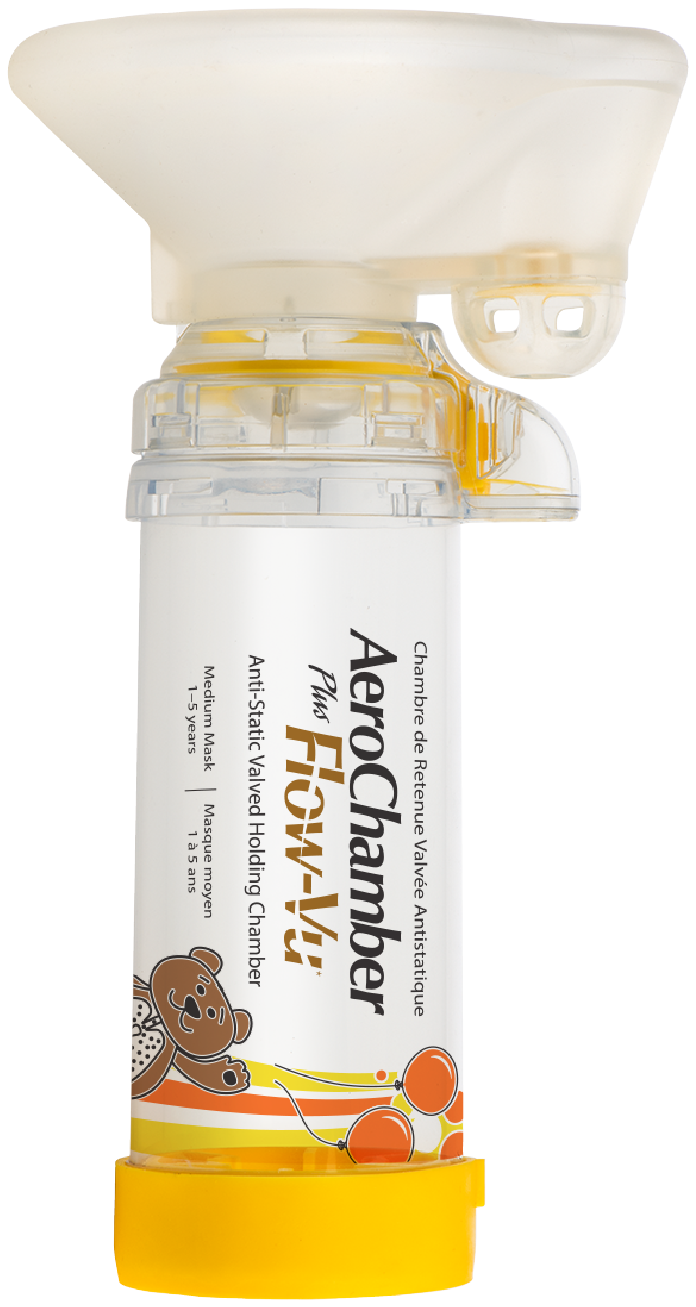 Chambre de Retenue Valvée Antistatique
AeroChamber
Plus Flow-Vu*
Anti-Static Valved Holding Chamber
Medium Mask | Masque moyen
1–5 years 1 à 5 ans